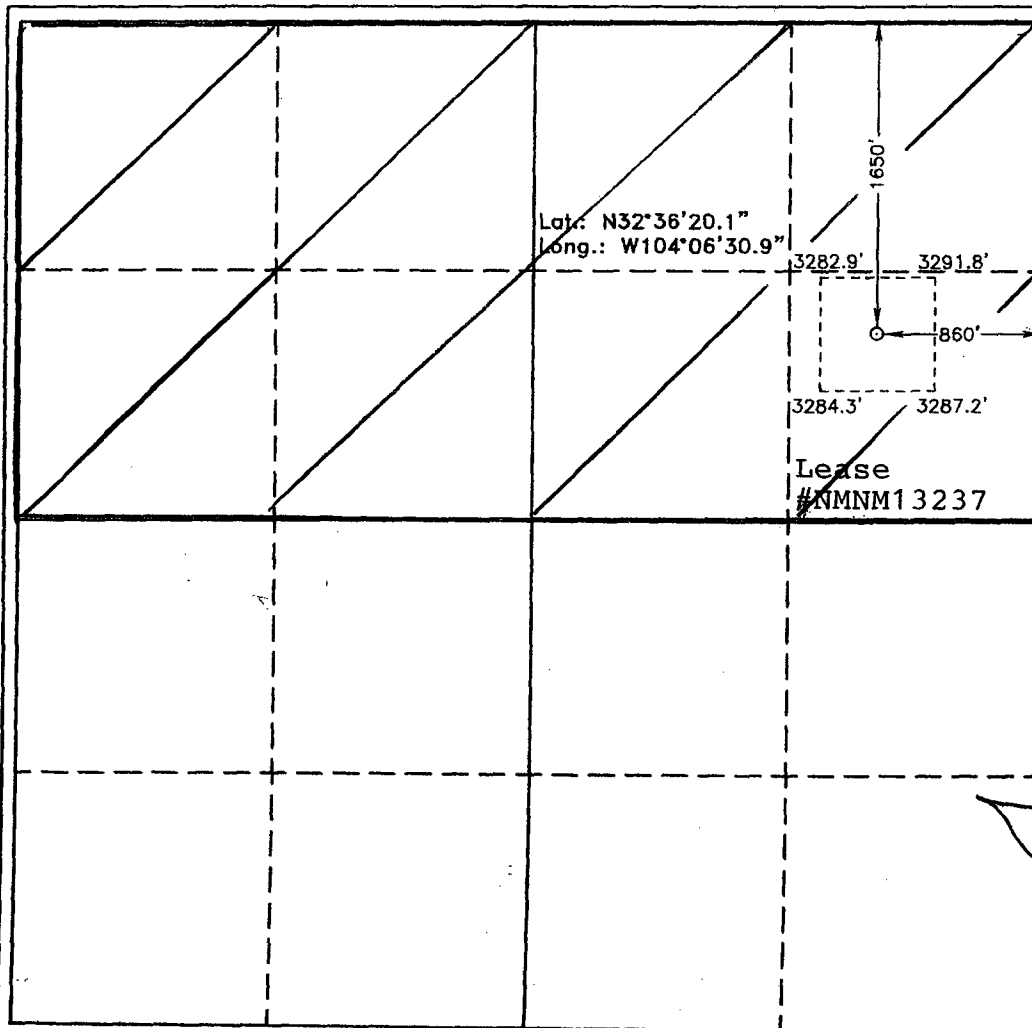 1650'
Lat.: N32°36'20.1"
Long.: W104°06'30.9"
3282.9' 3291.8'
860'
3284.3' 3287.2'
Lease
#NMNM13237